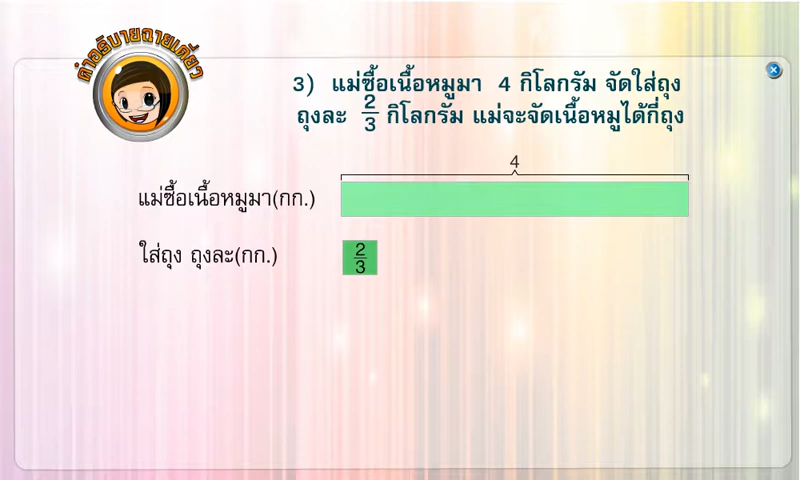 คำอธิบายฉายเดี่ยว
3) แม่ซื้อเนื้อหมูมา 4 กิโลกรัม จัดใส่ถุง
ถุงละ 2/3 กิโลกรัม แม่จะจัดเนื้อหมูได้กี่ถุง
4
แม่ซื้อเนื้อหมูมา(กก.)
ใส่ถุง ถุงละ(กก.) 2/3